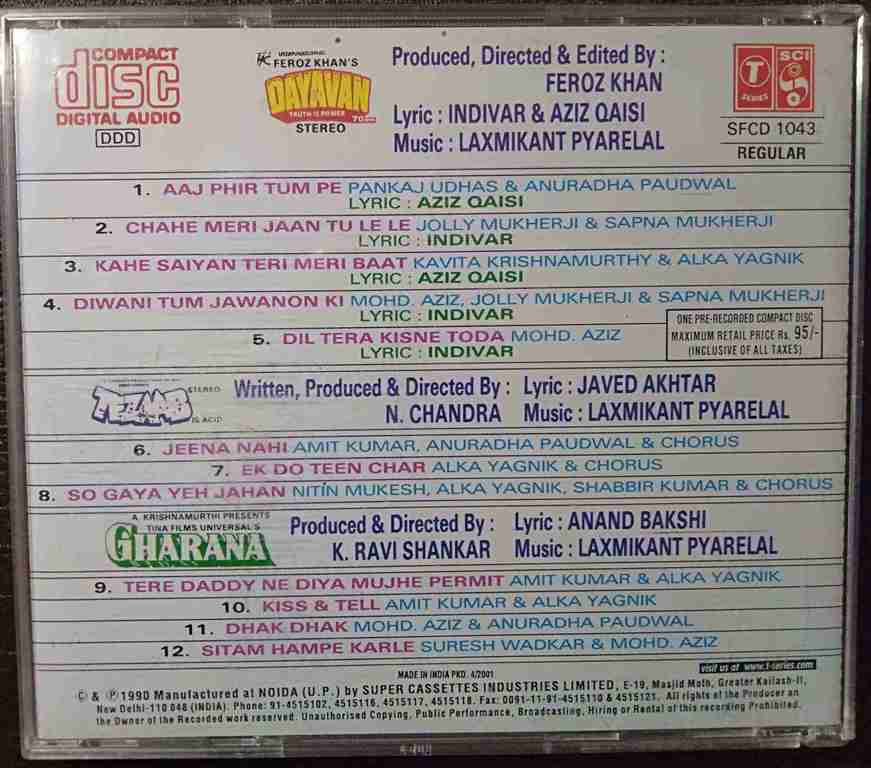 COMPACT
disc
DIGITAL AUDIO
DDD
FEROZ KHAN'S
DAYAVAN
TRUTH IS POWER 70MM
STEREO
Produced, Directed & Edited By :
FEROZ KHAN
Lyric : INDIVAR & AZIZ QAISI
Music : LAXMIKANT PYARELAL
T SERIES
SCI
SFCD 1043
REGULAR
1. AAJ PHIR TUM PE PANKAJ UDHAS & ANURADHA PAUDWAL
LYRIC : AZIZ QAISI
2. CHAHE MERI JAAN TU LE LE JOLLY MUKHERJI & SAPNA MUKHERJI
LYRIC : INDIVAR
3. KAHE SAIYAN TERI MERI BAAT KAVITA KRISHNAMURTHY & ALKA YAGNIK
LYRIC : AZIZ QAISI
4. DIWANI TUM JAWANON KI MOHD. AZIZ, JOLLY MUKHERJI & SAPNA MUKHERJI
LYRIC : INDIVAR
5. DIL TERA KISNE TODA MOHD. AZIZ
LYRIC : INDIVAR
ONE PRE-RECORDED COMPACT DISC
MAXIMUM RETAIL PRICE Rs. 95/-
(INCLUSIVE OF ALL TAXES)
TEZAAB
STEREO
IS ACID
Written, Produced & Directed By :
N. CHANDRA
Lyric : JAVED AKHTAR
Music : LAXMIKANT PYARELAL
6. JEENA NAHI AMIT KUMAR, ANURADHA PAUDWAL & CHORUS
7. EK DO TEEN CHAR ALKA YAGNIK & CHORUS
8. SO GAYA YEH JAHAN NITIN MUKESH, ALKA YAGNIK, SHABBIR KUMAR & CHORUS
A. KRISHNAMURTHI PRESENTS
TINA FILMS UNIVERSAL'S
GHARANA
Produced & Directed By :
K. RAVI SHANKAR
Lyric : ANAND BAKSHI
Music : LAXMIKANT PYARELAL
9. TERE DADDY NE DIYA MUJHE PERMIT AMIT KUMAR & ALKA YAGNIK
10. KISS & TELL AMIT KUMAR & ALKA YAGNIK
11. DHAK DHAK MOHD. AZIZ & ANURADHA PAUDWAL
12. SITAM HAMPE KARLE SURESH WADKAR & MOHD. AZIZ
visit us at www.t-series.com
MADE IN INDIA PKD. 4/2001
© & ℗ 1990 Manufactured at NOIDA (U.P.) by SUPER CASSETTES INDUSTRIES LIMITED, E-19, Masjid Moth, Greater Kailash-II,
New Delhi-110 048 (INDIA). Phone: 91-4515102, 4515116, 4515117, 4515118. Fax: 0091-11-91-4515110 & 4515121. All rights of the Producer an
the Owner of the Recorded work reserved. Unauthorised Copying, Public Performance, Broadcasting, Hiring or Rental of this recording Prohibited.